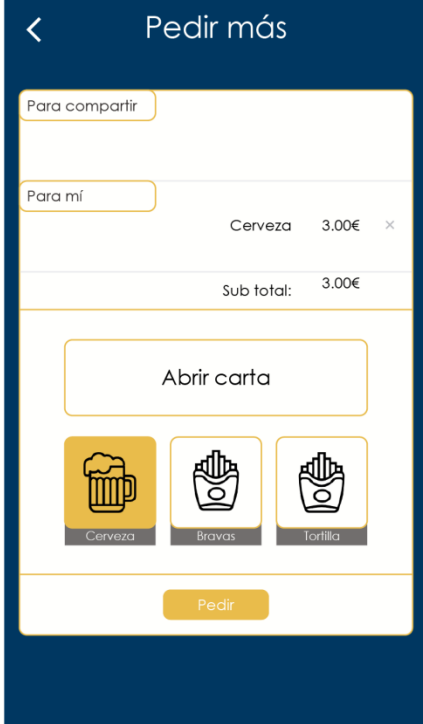 Pedir más
Para compartir
Para mí
Cerveza 3.00€ ×
Sub total: 3.00€
Abrir carta
Cerveza Bravas Tortilla
Pedir